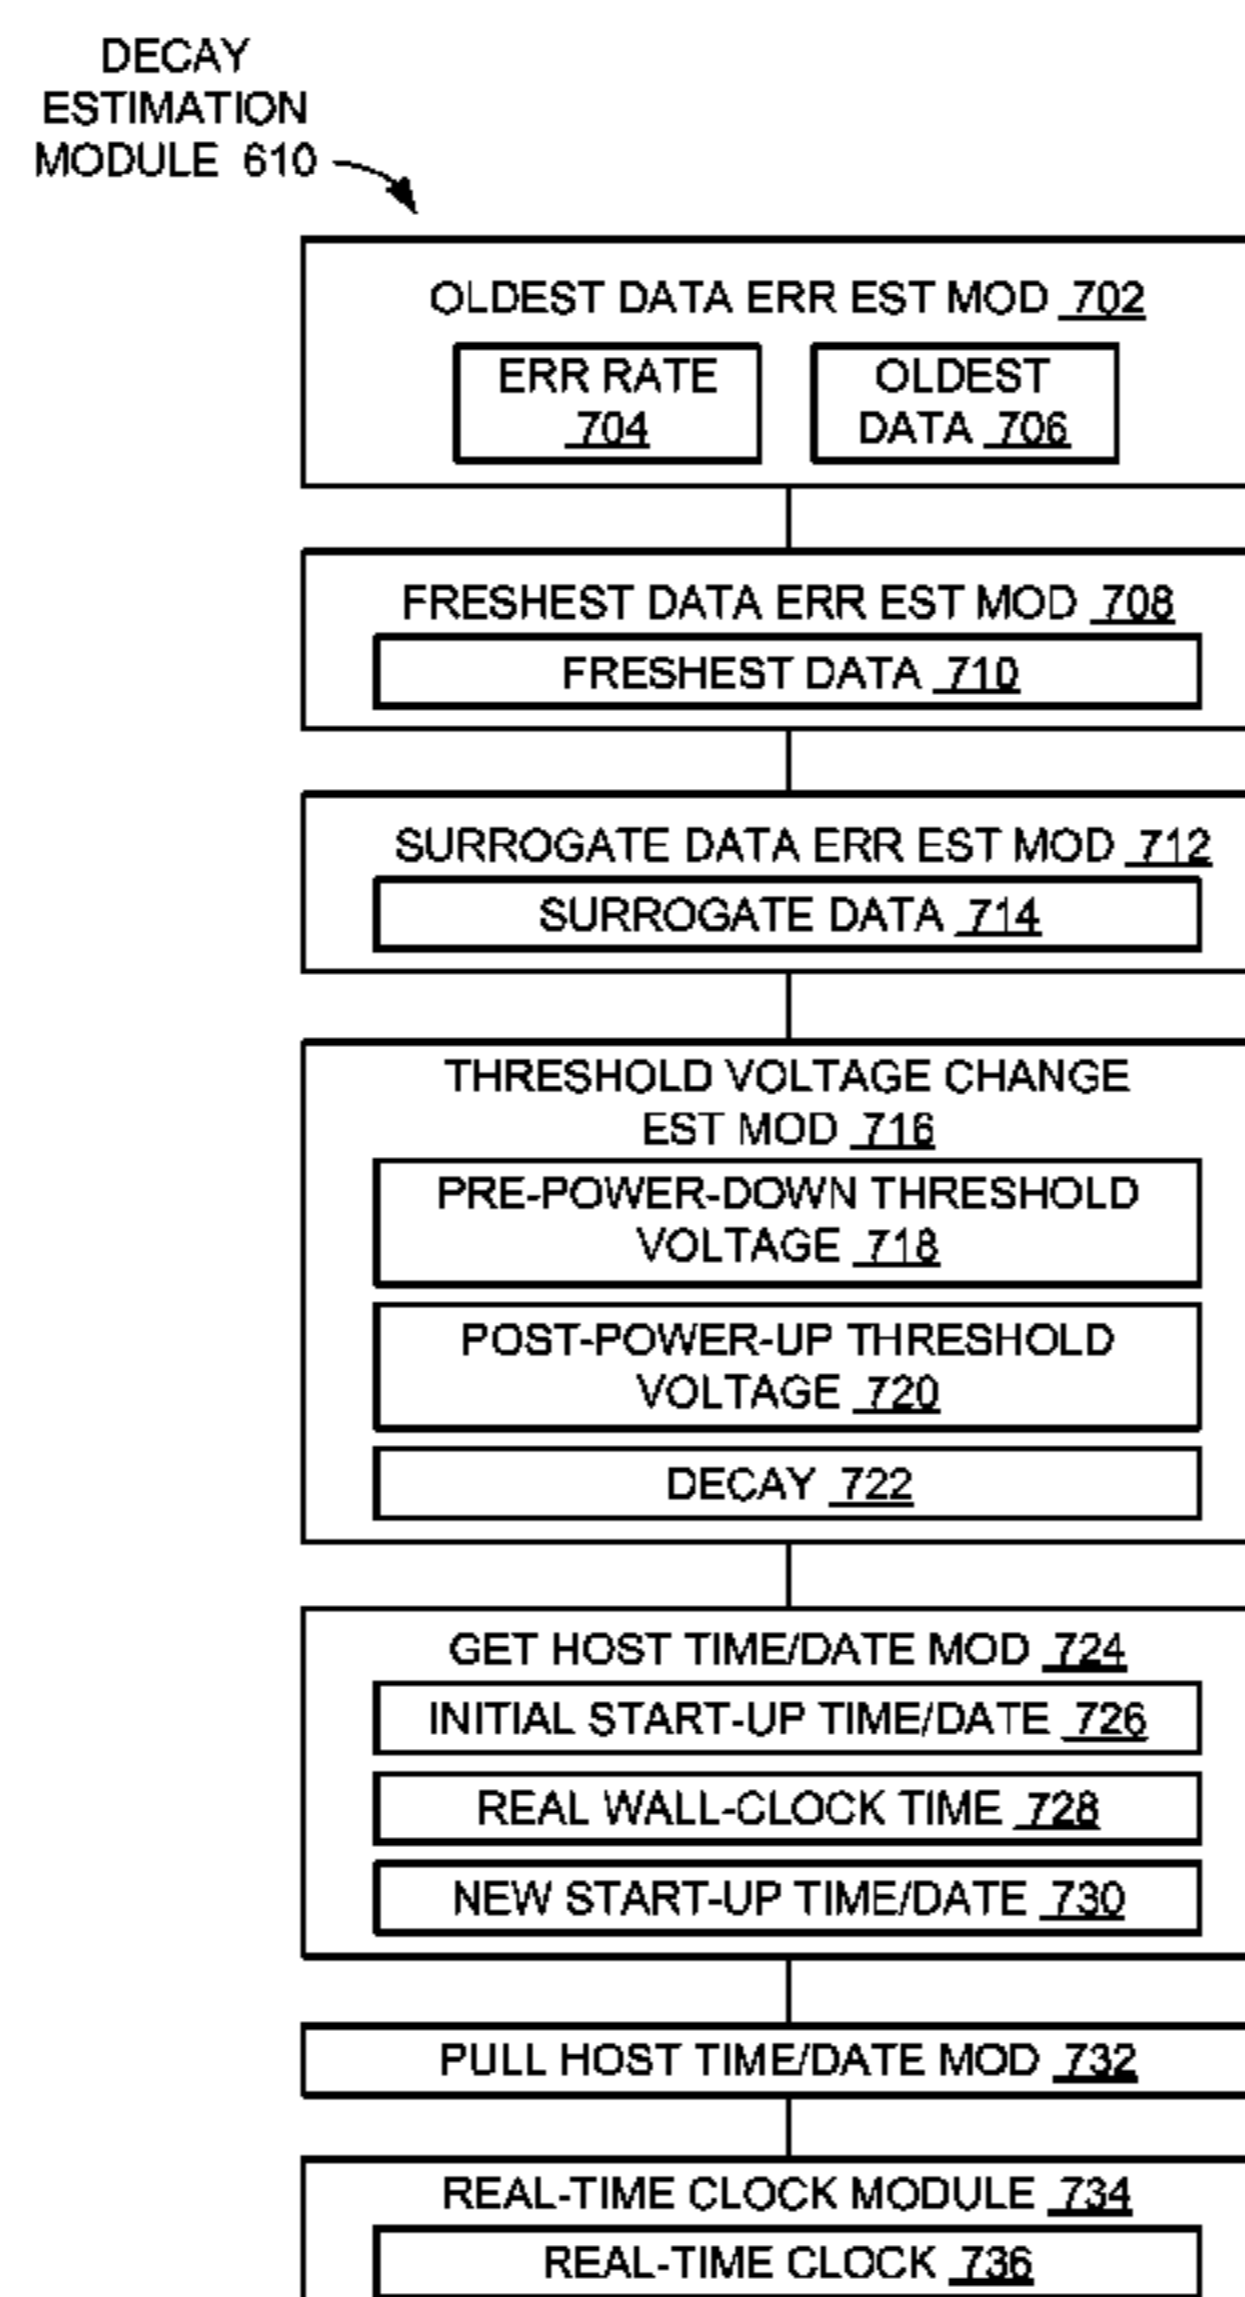 DECAY
ESTIMATION
MODULE 610
OLDEST DATA ERR EST MOD 702
ERR RATE
704
OLDEST
DATA 706
FRESHEST DATA ERR EST MOD 708
FRESHEST DATA 710
SURROGATE DATA ERR EST MOD 712
SURROGATE DATA 714
THRESHOLD VOLTAGE CHANGE
EST MOD 716
PRE-POWER-DOWN THRESHOLD
VOLTAGE 718
POST-POWER-UP THRESHOLD
VOLTAGE 720
DECAY 722
GET HOST TIME/DATE MOD 724
INITIAL START-UP TIME/DATE 726
REAL WALL-CLOCK TIME 728
NEW START-UP TIME/DATE 730
PULL HOST TIME/DATE MOD 732
REAL-TIME CLOCK MODULE 734
REAL-TIME CLOCK 736